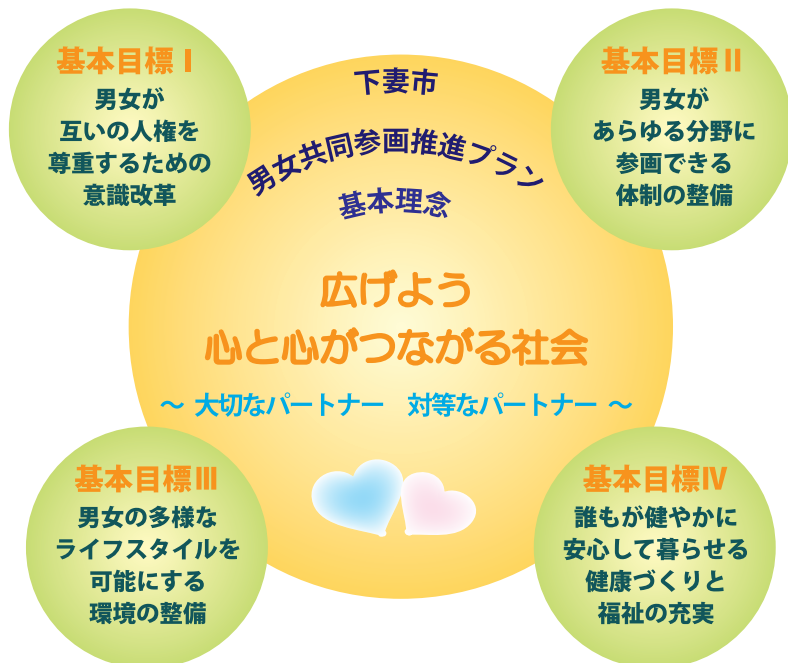 基本目標Ⅰ
男女が
互いの人権を
尊重するための
意識改革
基本目標Ⅱ
男女が
あらゆる分野に
参画できる
体制の整備
下妻市
男女共同参画推進プラン
基本理念
広げよう
心と心がつながる社会
～ 大切なパートナー　対等なパートナー ～
基本目標Ⅲ
男女の多様な
ライフスタイルを
可能にする
環境の整備
基本目標Ⅳ
誰もが健やかに
安心して暮らせる
健康づくりと
福祉の充実